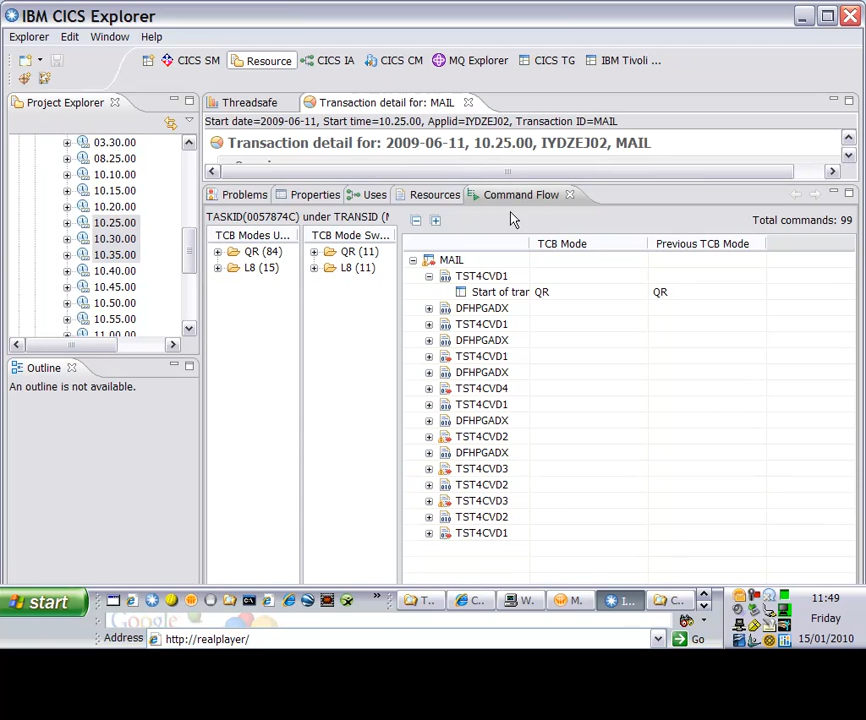 IBM CICS Explorer
Explorer Edit Window Help
CICS SM Resource CICS IA CICS CM MQ Explorer CICS TG IBM Tivoli ...
Project Explorer
Threadsafe Transaction detail for: MAIL
Start date=2009-06-11, Start time=10.25.00, Applid=IYDZEJ02, Transaction ID=MAIL
Transaction detail for: 2009-06-11, 10.25.00, IYDZEJ02, MAIL
03.30.00
08.25.00
10.10.00
10.15.00
10.20.00
10.25.00
10.30.00
10.35.00
10.40.00
10.45.00
10.50.00
10.55.00
11.00.00
Outline
An outline is not available.
Problems Properties Uses Resources Command Flow
TASKID(0057874C) under TRANSID (M
Total commands: 99
TCB Modes U... TCB Mode Sw...
QR (84) QR (11)
L8 (15) L8 (11)
TCB Mode Previous TCB Mode
MAIL
TST4CVD1
Start of trar QR QR
DFHPGADX
TST4CVD1
DFHPGADX
TST4CVD1
DFHPGADX
TST4CVD4
TST4CVD1
DFHPGADX
TST4CVD2
DFHPGADX
TST4CVD3
TST4CVD2
TST4CVD3
TST4CVD2
TST4CVD1
start
T... C... W... M... I... C...
Google
Address http://realplayer/ Go
11:49
Friday
15/01/2010